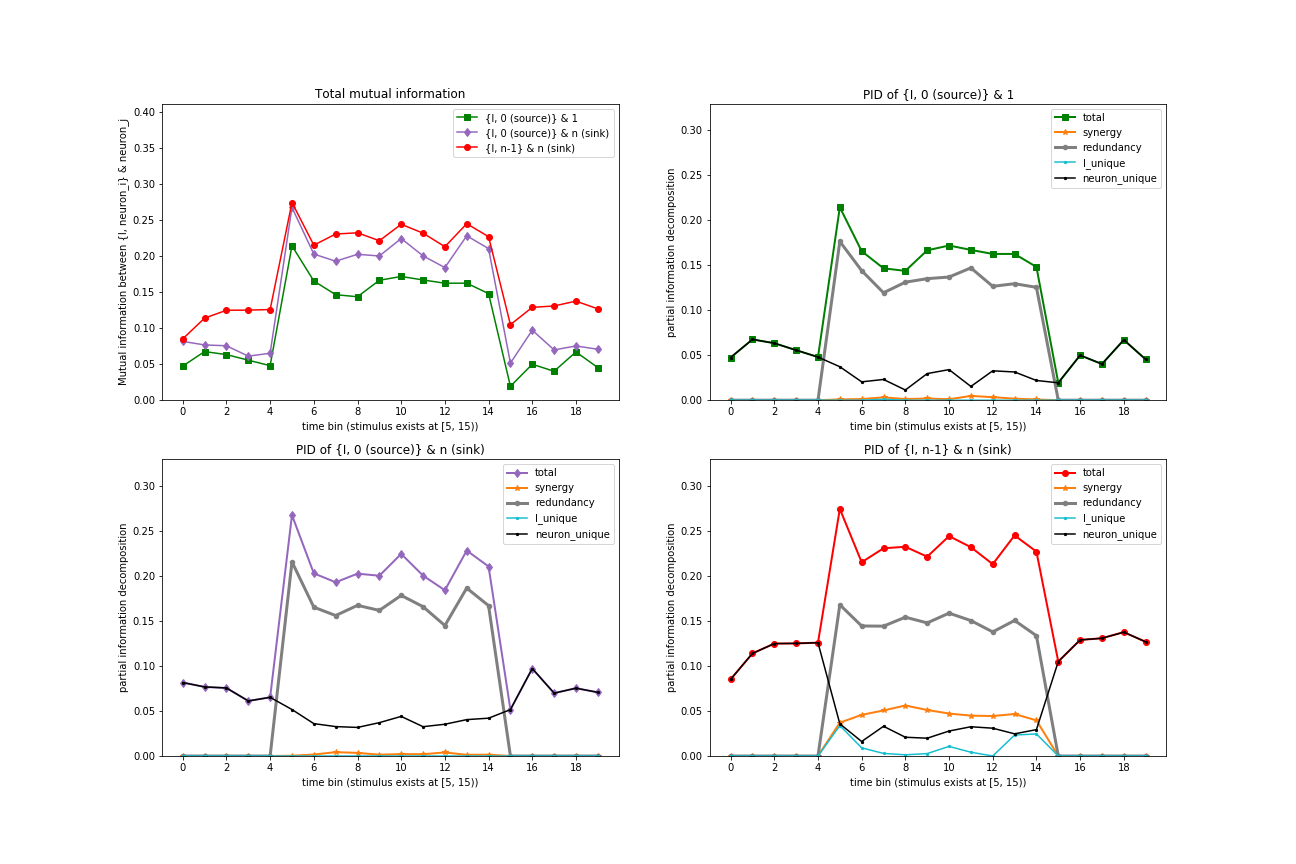 Total mutual information
Mutual information between {I, neuron_i} & neuron_j
0.40
0.35
0.30
0.25
0.20
0.15
0.10
0.05
0.00
{I, 0 (source)} & 1
{I, 0 (source)} & n (sink)
{I, n-1} & n (sink)
0 2 4 6 8 10 12 14 16 18
time bin (stimulus exists at [5, 15))
PID of {I, 0 (source)} & 1
partial information decomposition
0.30
0.25
0.20
0.15
0.10
0.05
0.00
total
synergy
redundancy
I_unique
neuron_unique
0 2 4 6 8 10 12 14 16 18
time bin (stimulus exists at [5, 15))
PID of {I, 0 (source)} & n (sink)
partial information decomposition
0.30
0.25
0.20
0.15
0.10
0.05
0.00
total
synergy
redundancy
I_unique
neuron_unique
0 2 4 6 8 10 12 14 16 18
time bin (stimulus exists at [5, 15))
PID of {I, n-1} & n (sink)
partial information decomposition
0.30
0.25
0.20
0.15
0.10
0.05
0.00
total
synergy
redundancy
I_unique
neuron_unique
0 2 4 6 8 10 12 14 16 18
time bin (stimulus exists at [5, 15))